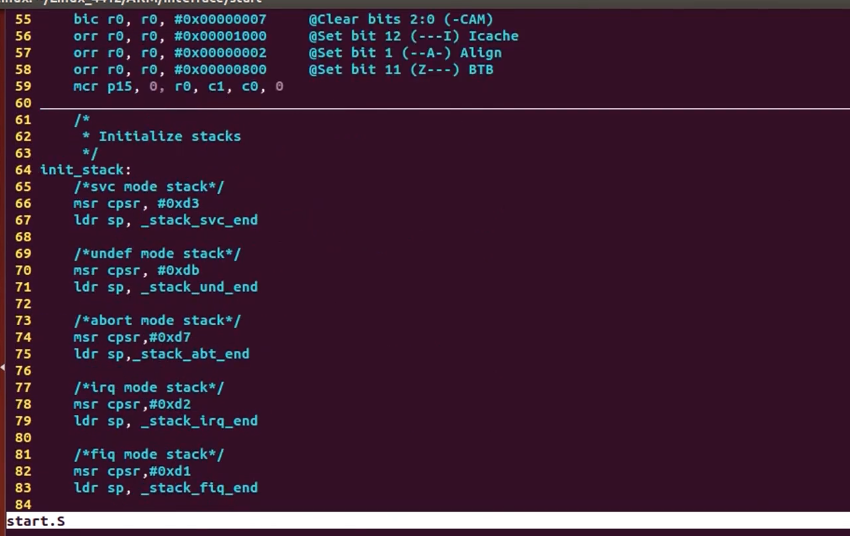 55 bic r0, r0, #0x00000007 @Clear bits 2:0 (-CAM)
56 orr r0, r0, #0x00001000 @Set bit 12 (---I) Icache
57 orr r0, r0, #0x00000002 @Set bit 1 (--A-) Align
58 orr r0, r0, #0x00000800 @Set bit 11 (Z---) BTB
59 mcr p15, 0, r0, c1, c0, 0
60
61 /*
62 * Initialize stacks
63 */
64 init_stack:
65 /*svc mode stack*/
66 msr cpsr, #0xd3
67 ldr sp, _stack_svc_end
68
69 /*undef mode stack*/
70 msr cpsr, #0xdb
71 ldr sp, _stack_und_end
72
73 /*abort mode stack*/
74 msr cpsr,#0xd7
75 ldr sp,_stack_abt_end
76
77 /*irq mode stack*/
78 msr cpsr,#0xd2
79 ldr sp, _stack_irq_end
80
81 /*fiq mode stack*/
82 msr cpsr,#0xd1
83 ldr sp, _stack_fiq_end
84
start.S